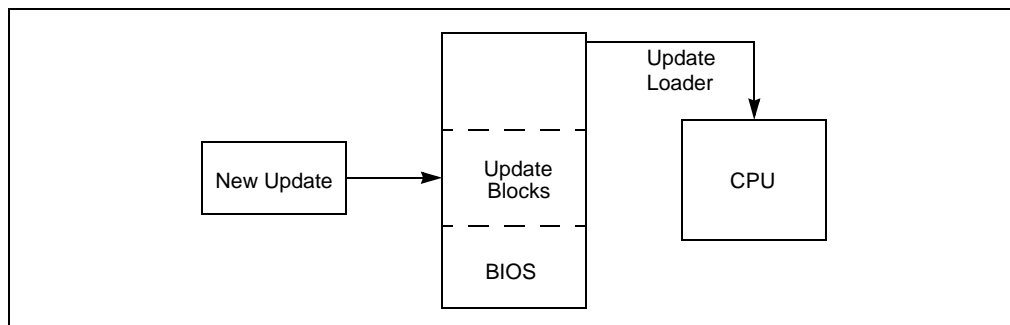 Update
Loader
New Update
Update
Blocks
CPU
BIOS